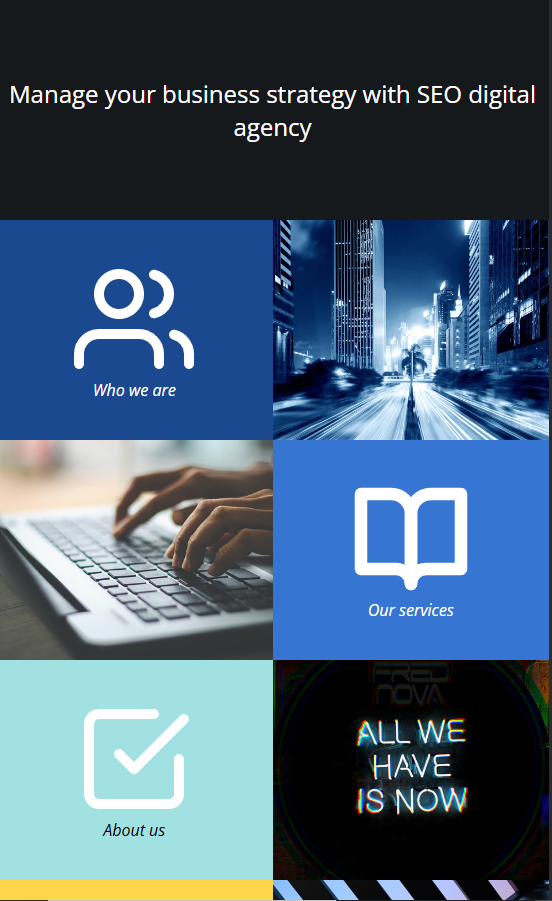 Manage your business strategy with SEO digital
agency
Who we are
Our services
About us
FRED
NOVA
ALL WE
HAVE
IS NOW